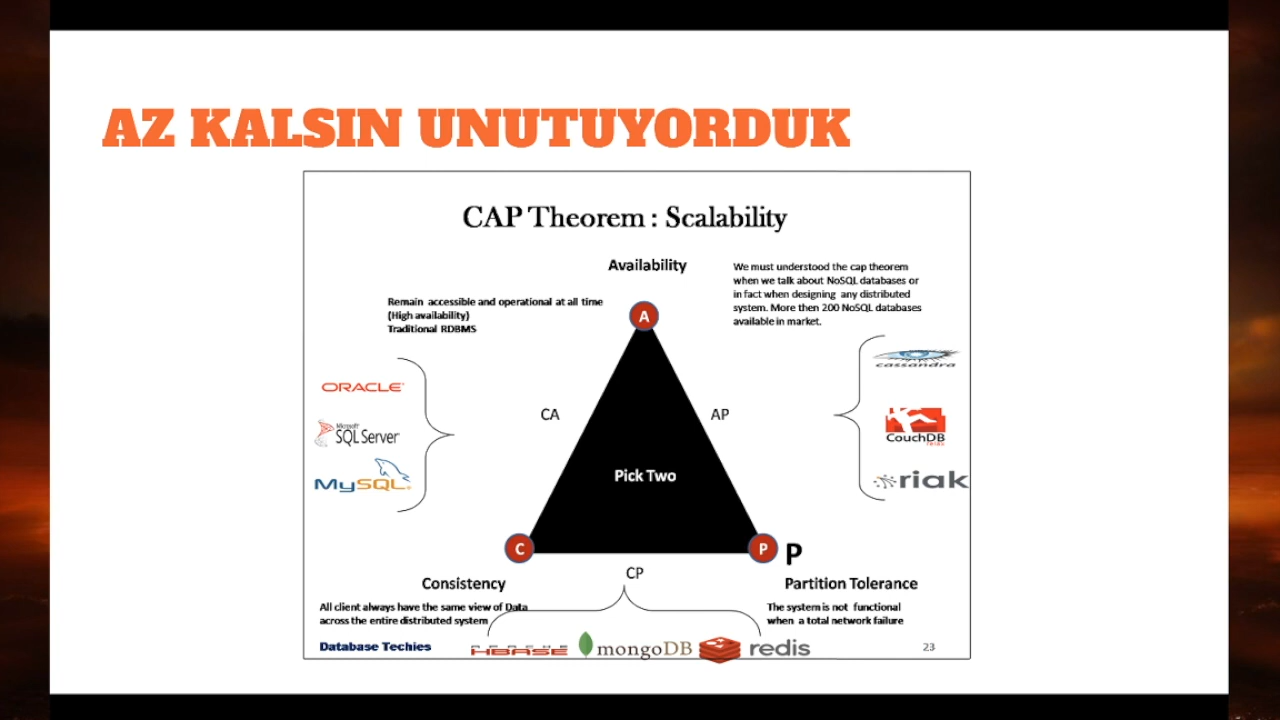 AZ KALSIN UNUTUYORDUK
CAP Theorem : Scalability
Availability
We must understood the cap theorem
when we talk about NoSQL databases or
in fact when designing any distributed
system. More then 200 NoSQL databases
available in market.
Remain accessible and operational at all time
(High availability)
Traditional RDBMS
A
cassandra
ORACLE
CA
AP
Microsoft
SQL Server
CouchDB
relax
MySQL
Pick Two
riak
C
P
P
CP
Consistency
Partition Tolerance
All client always have the same view of Data
across the entire distributed system
The system is not functional
when a total network failure
Database Techies
APACHE
HBASE
mongoDB
redis
23